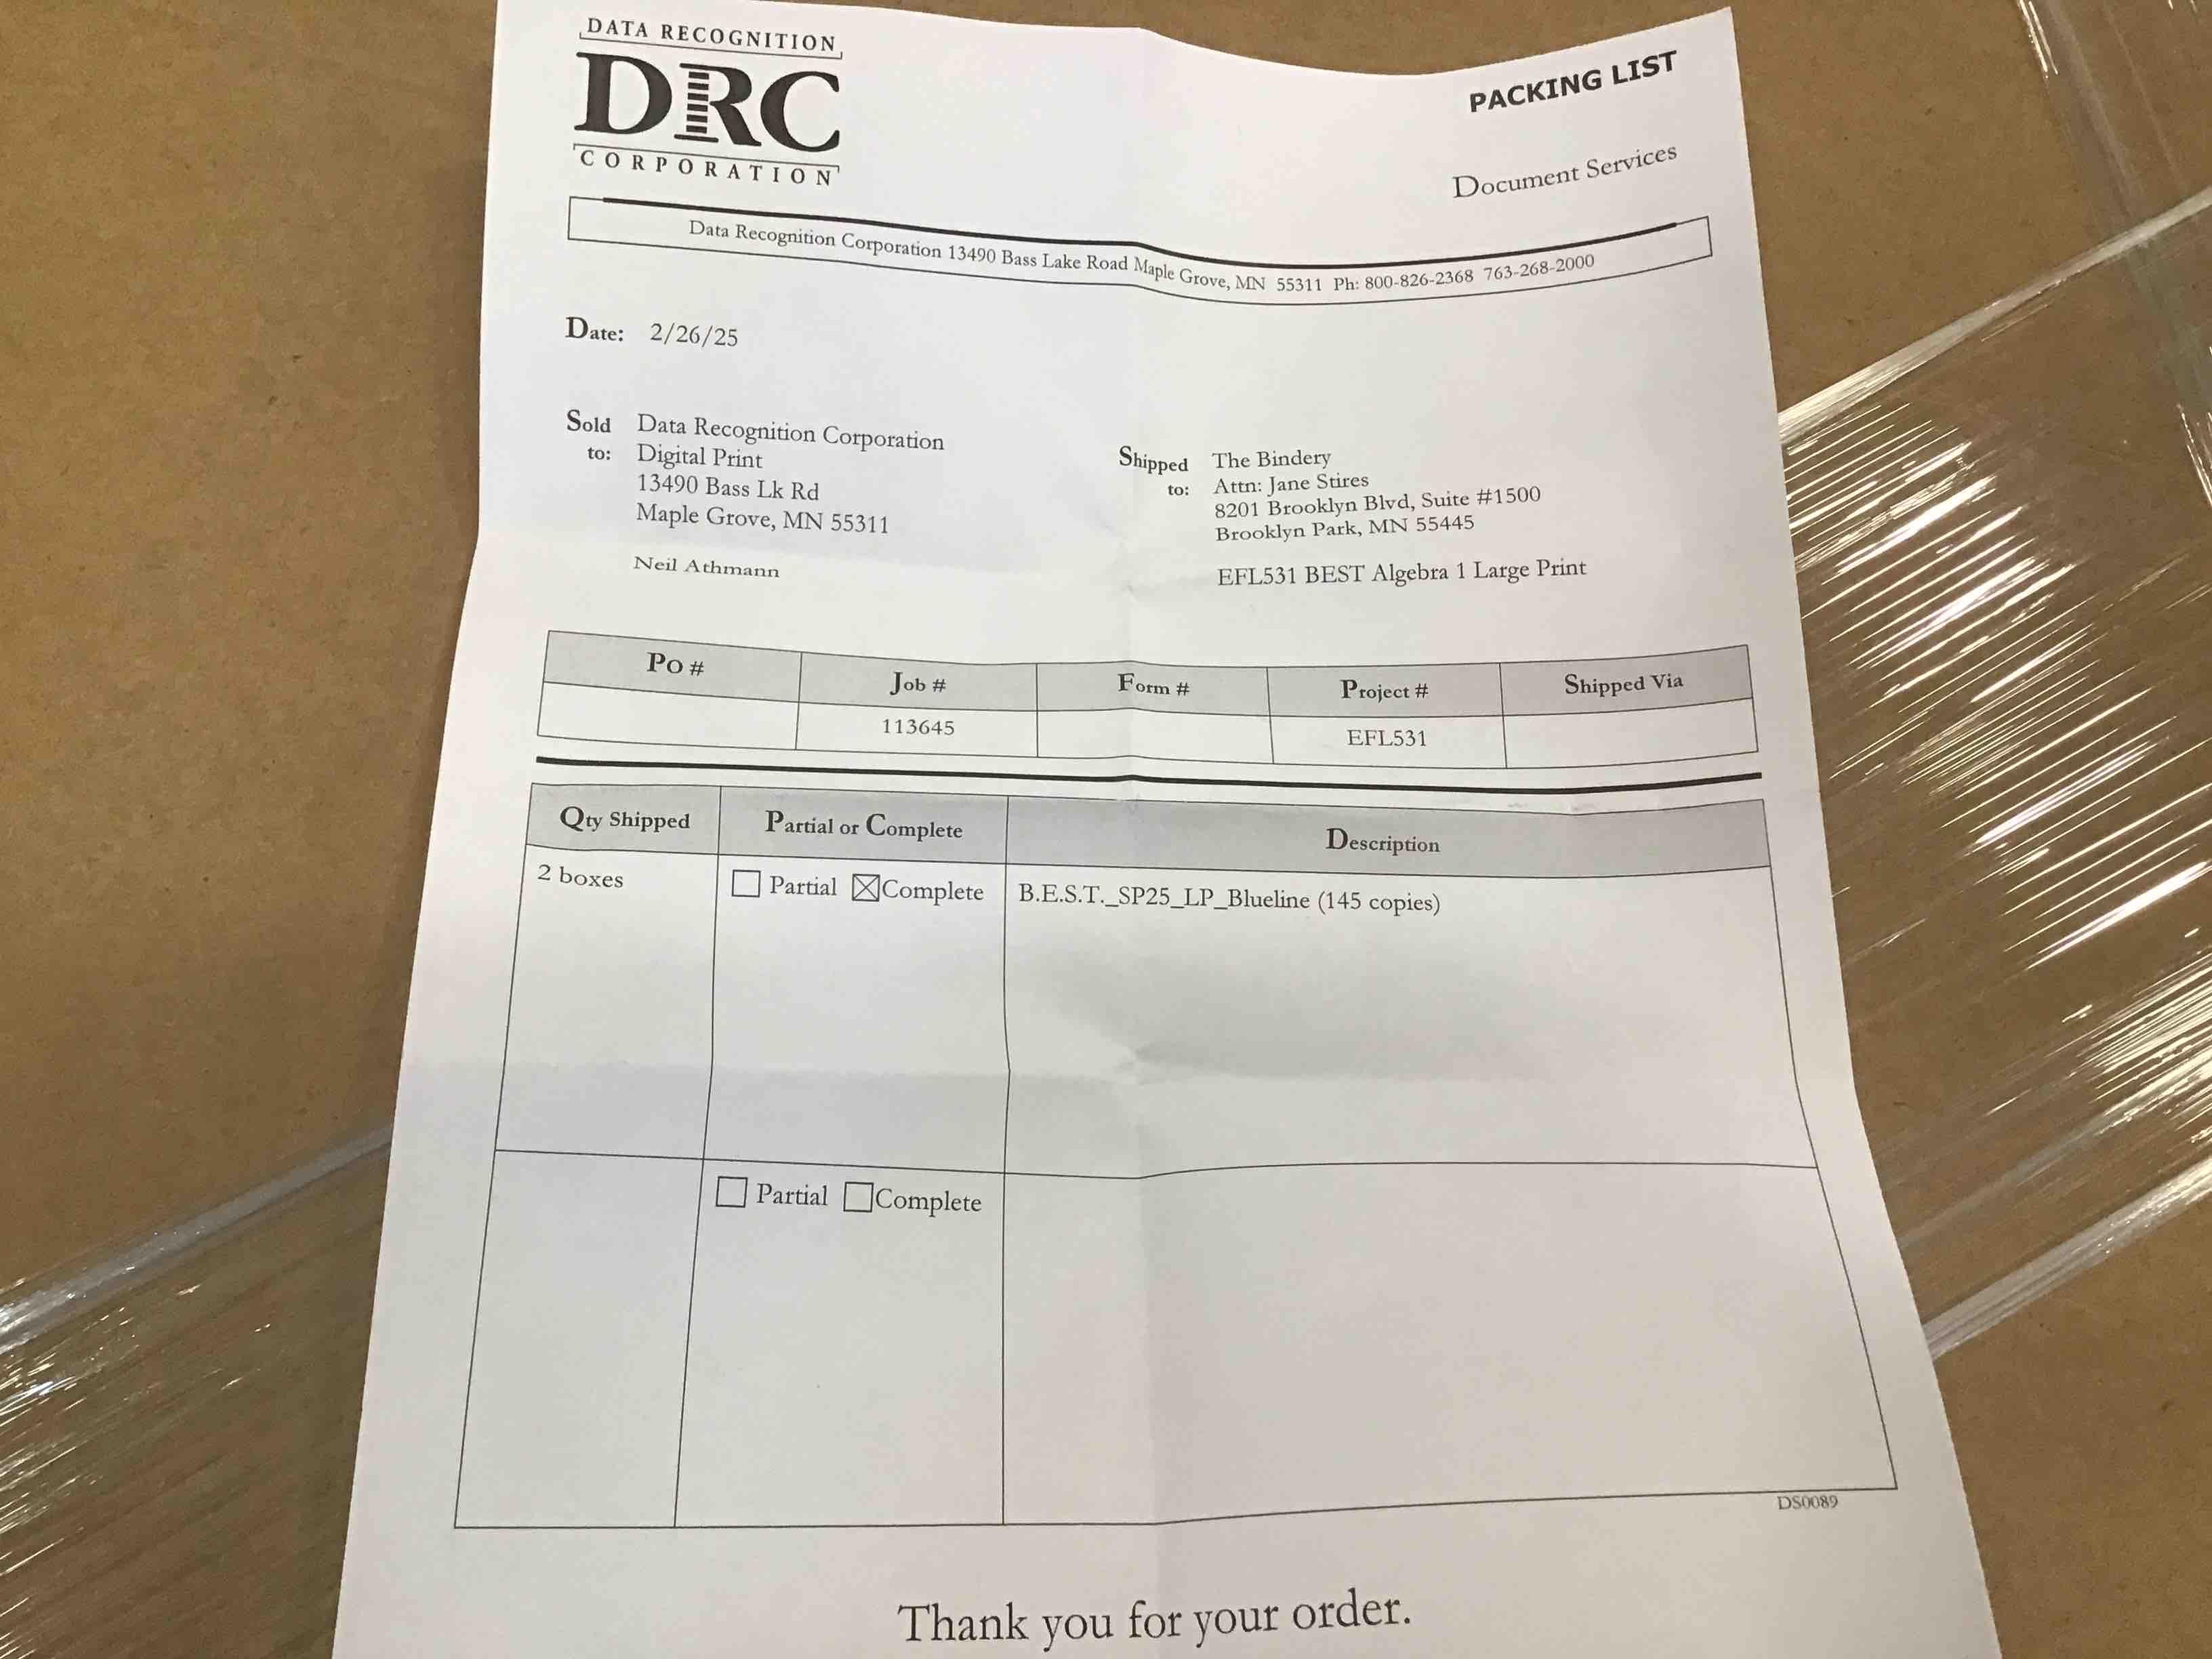 DATA RECOGNITION
DRC
CORPORATION
PACKING LIST
Document Services
Data Recognition Corporation 13490 Bass Lake Road Maple Grove, MN 55311 Ph: 800-826-2368 763-268-2000
Date: 2/26/25
Sold to:
Data Recognition Corporation
Digital Print
13490 Bass Lk Rd
Maple Grove, MN 55311
Neil Athmann
Shipped to:
The Bindery
Attn: Jane Stires
8201 Brooklyn Blvd, Suite #1500
Brooklyn Park, MN 55445
EFL531 BEST Algebra 1 Large Print
PO # Job # Form # Project # Shipped Via
113645 EFL531
Qty Shipped Partial or Complete Description
2 boxes ☐ Partial ☒Complete B.E.S.T._SP25_LP_Blueline (145 copies)
☐ Partial ☐Complete
DS0089
Thank you for your order.